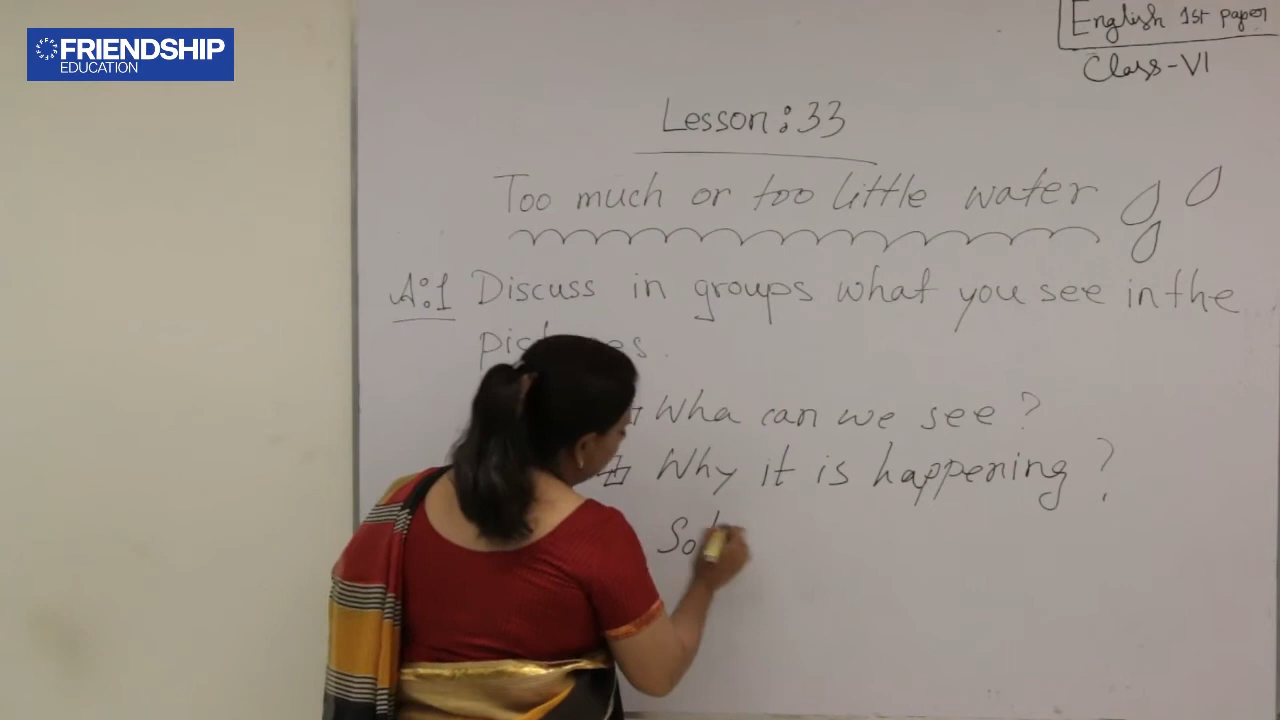 FRIENDSHIP
EDUCATION
English 1st paper
Class-VI
Lesson: 33
Too much or too little water
A:1 Discuss in groups what you see in the
Wha can we see?
Why it is happening?